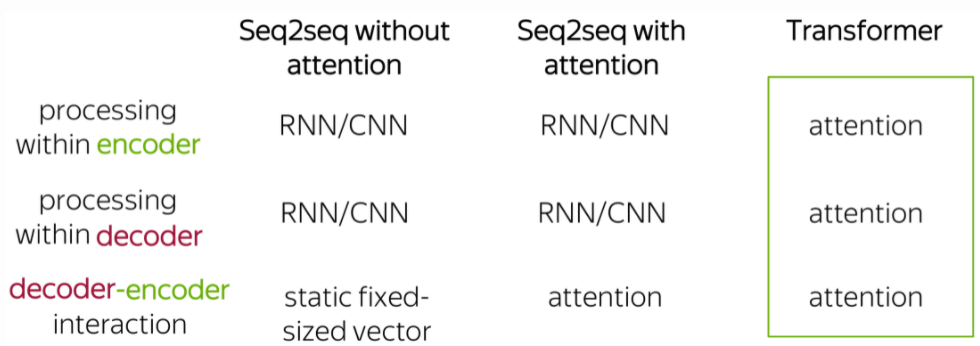 Seq2seq without attention
Seq2seq with attention
Transformer
processing within encoder
RNN/CNN
RNN/CNN
attention
processing within decoder
RNN/CNN
RNN/CNN
attention
decoder-encoder interaction
static fixed-sized vector
attention
attention